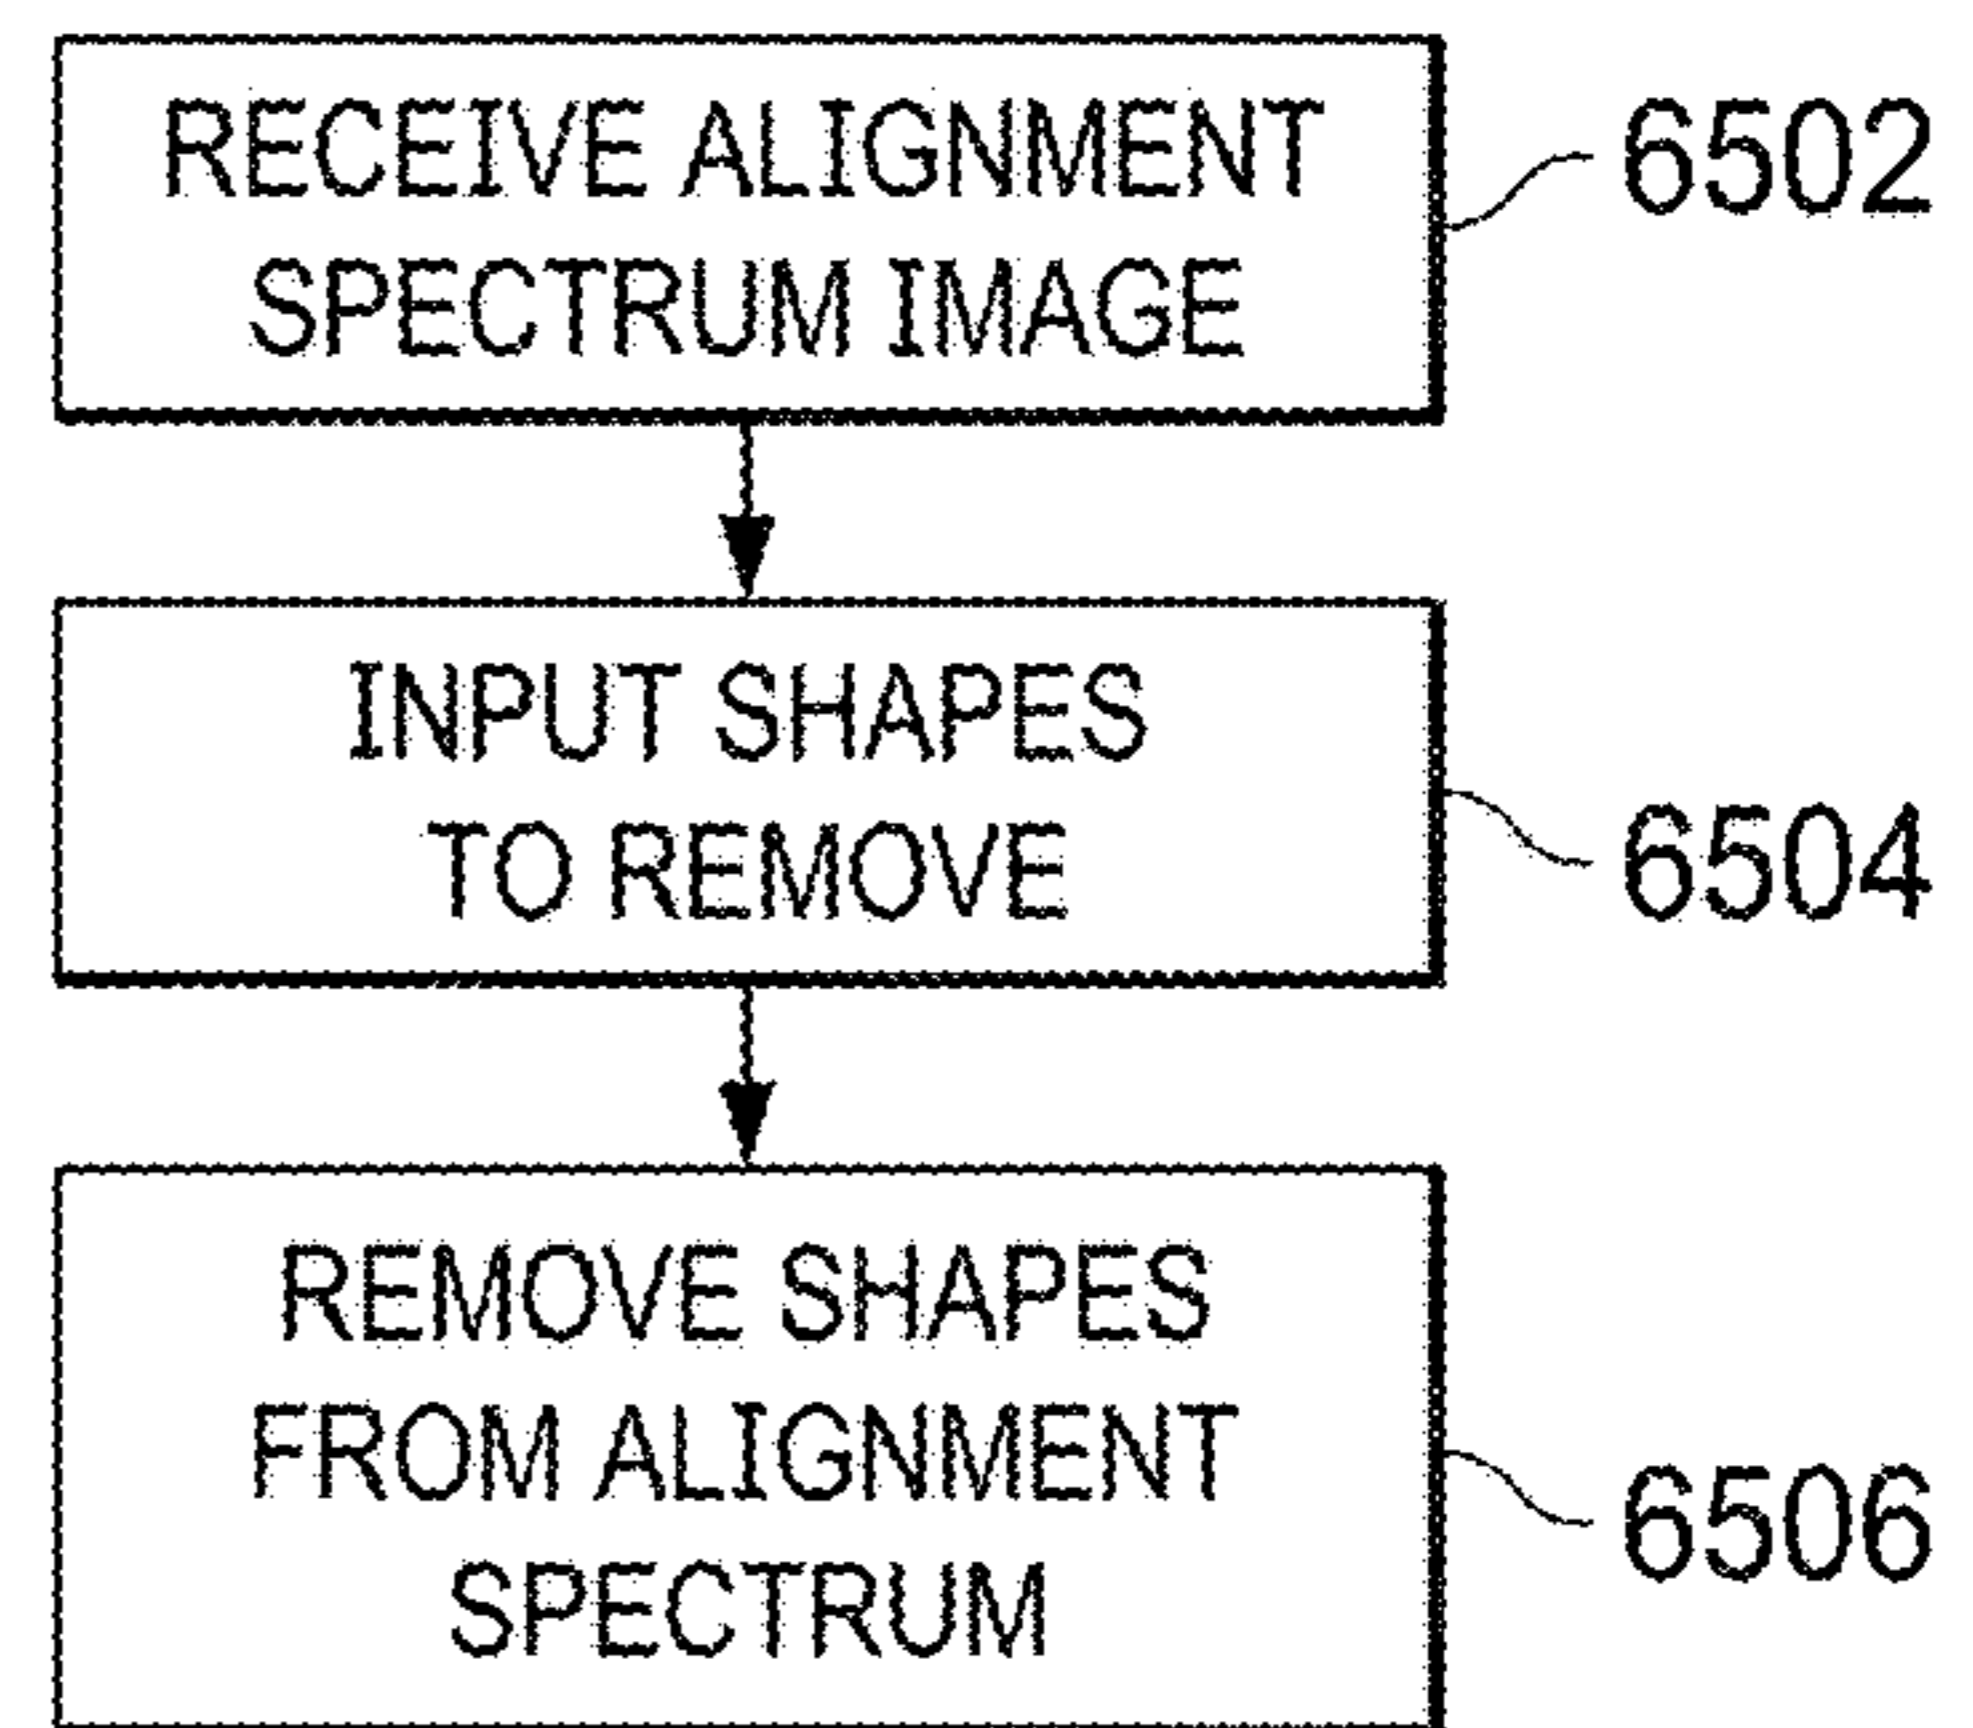 RECEIVE ALIGNMENT
SPECTRUM IMAGE
6502
INPUT SHAPES
TO REMOVE
6504
REMOVE SHAPES
FROM ALIGNMENT
SPECTRUM
6506